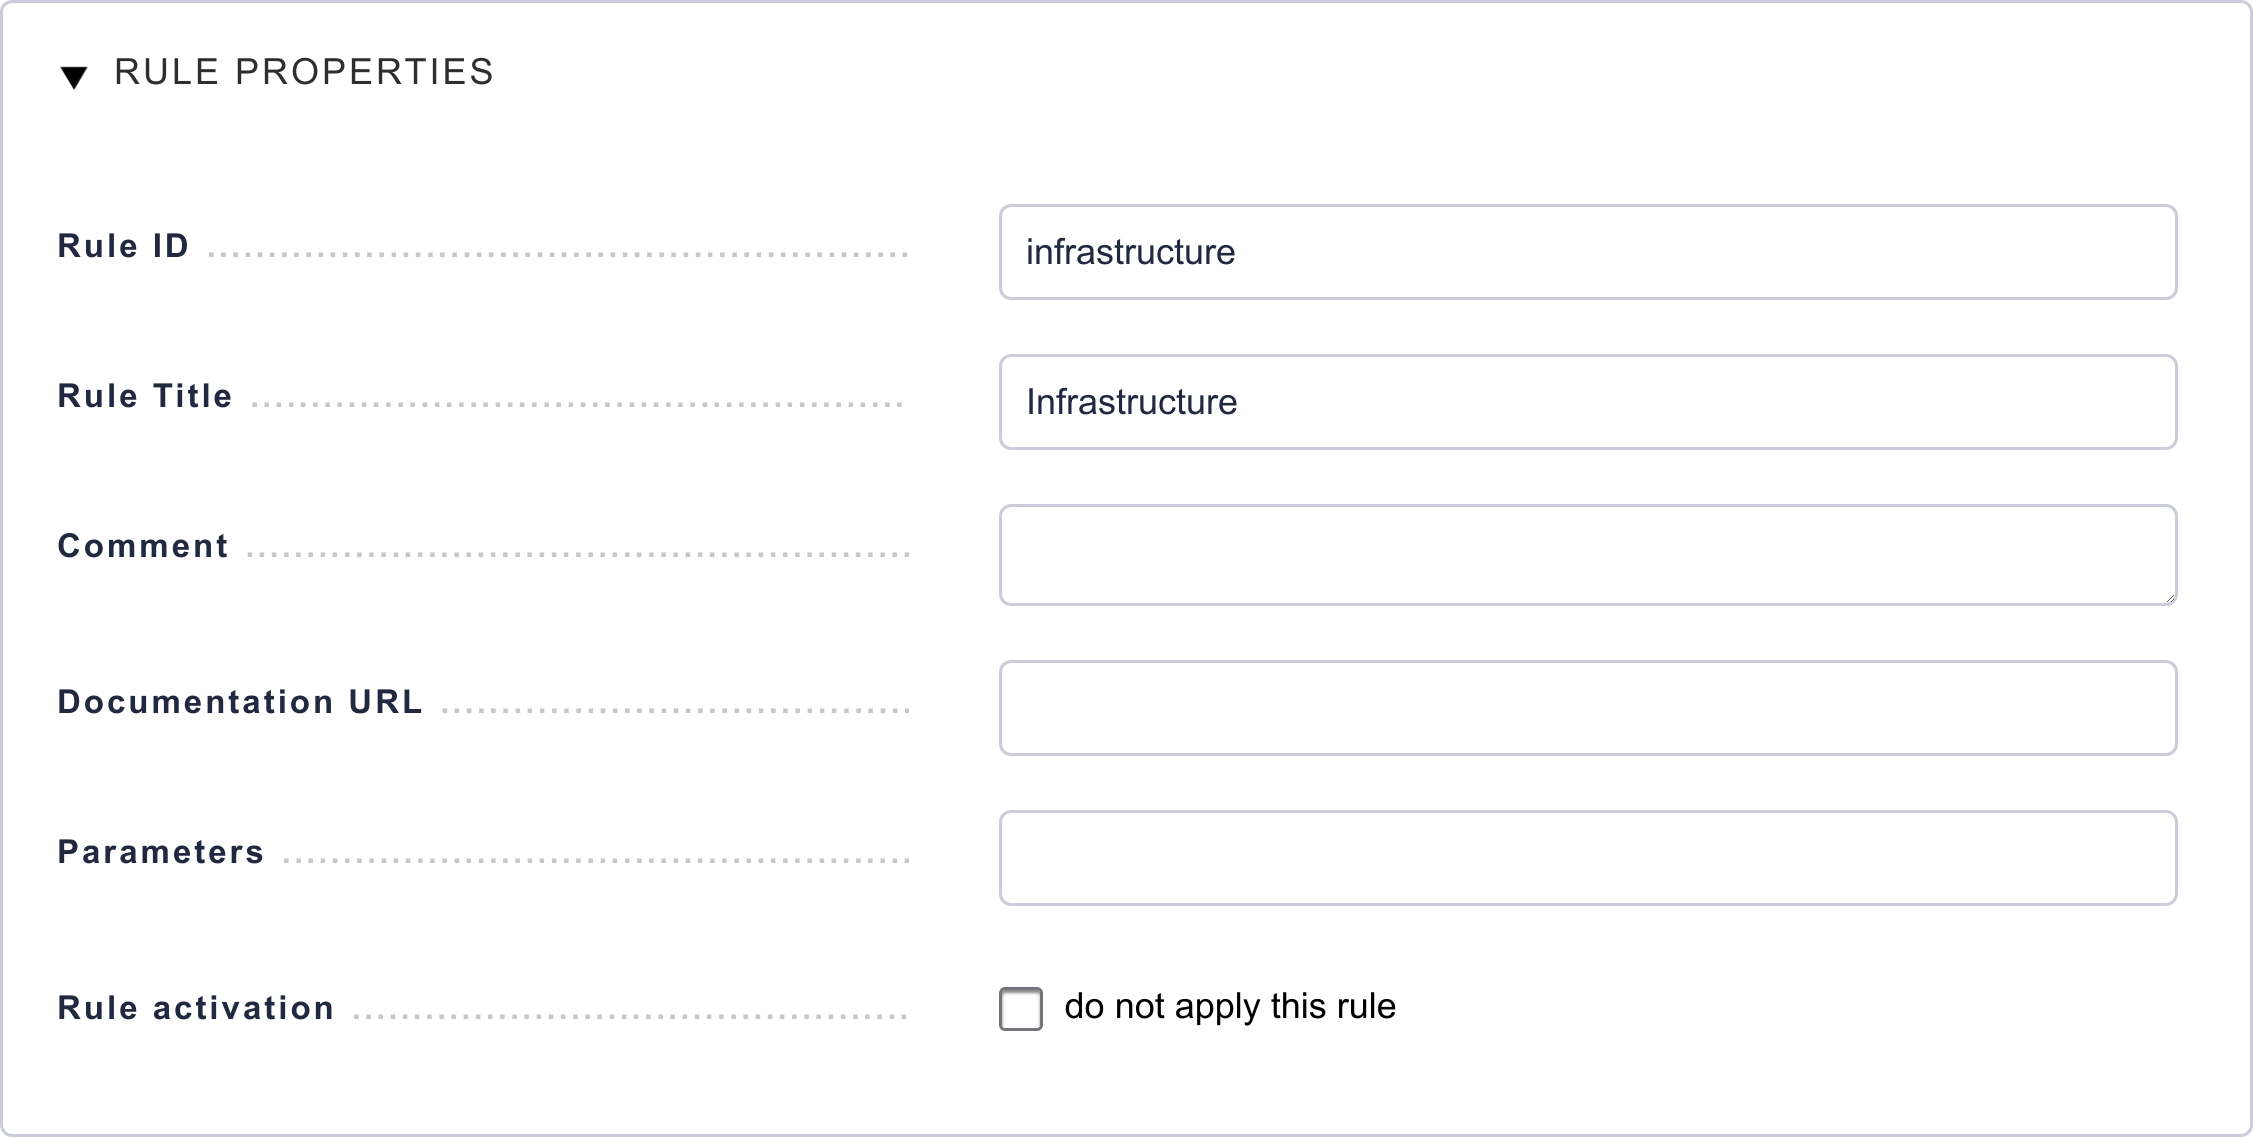 RULE PROPERTIES
Rule ID
infrastructure
Rule Title
Infrastructure
Comment
Documentation URL
Parameters
Rule activation
do not apply this rule